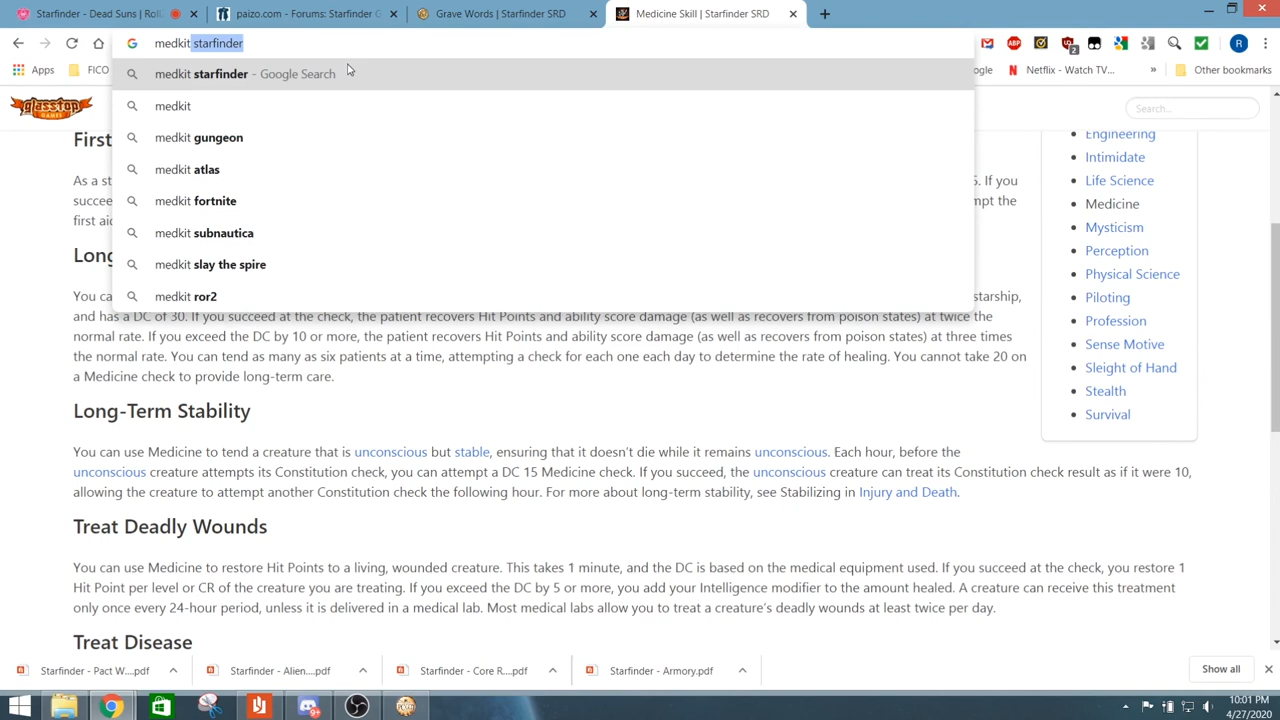 Starfinder - Dead Suns | Roll
paizo.com - Forums: Starfinder G
Grave Words | Starfinder SRD
Medicine Skill | Starfinder SRD
medkit starfinder
Apps
FICO
ogle
Netflix - Watch TV...
»
Other bookmarks
medkit starfinder - Google Search
medkit
medkit gungeon
medkit atlas
medkit fortnite
medkit subnautica
medkit slay the spire
medkit ror2
glasstop
GAMES
Search...
First
As a st
5. If you
succee
mpt the
first aid
Long
You ca
starship,
and has a DC of 30. If you succeed at the check, the patient recovers Hit Points and ability score damage (as well as recovers from poison states) at twice the
normal rate. If you exceed the DC by 10 or more, the patient recovers Hit Points and ability score damage (as well as recovers from poison states) at three times
the normal rate. You can tend as many as six patients at a time, attempting a check for each one each day to determine the rate of healing. You cannot take 20 on
a Medicine check to provide long-term care.
Engineering
Intimidate
Life Science
Medicine
Mysticism
Perception
Physical Science
Piloting
Profession
Sense Motive
Sleight of Hand
Stealth
Survival
Long-Term Stability
You can use Medicine to tend a creature that is unconscious but stable, ensuring that it doesn't die while it remains unconscious. Each hour, before the
unconscious creature attempts its Constitution check, you can attempt a DC 15 Medicine check. If you succeed, the unconscious creature can treat its Constitution check result as if it were 10,
allowing the creature to attempt another Constitution check the following hour. For more about long-term stability, see Stabilizing in Injury and Death.
Treat Deadly Wounds
You can use Medicine to restore Hit Points to a living, wounded creature. This takes 1 minute, and the DC is based on the medical equipment used. If you succeed at the check, you restore 1
Hit Point per level or CR of the creature you are treating. If you exceed the DC by 5 or more, you add your Intelligence modifier to the amount healed. A creature can receive this treatment
only once every 24-hour period, unless it is delivered in a medical lab. Most medical labs allow you to treat a creature's deadly wounds at least twice per day.
Treat Disease
Starfinder - Pact W....pdf
Starfinder - Alien....pdf
Starfinder - Core R....pdf
Starfinder - Armory.pdf
Show all
10:01 PM
4/27/2020